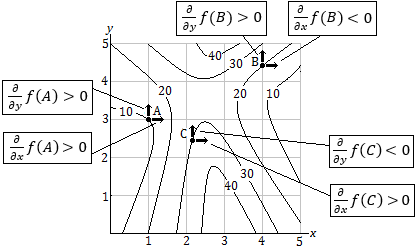 ∂/∂y f(B) > 0
∂/∂x f(B) < 0
y
5
40
30
B
∂/∂y f(A) > 0
4
20
20
10
10
A
3
C
∂/∂x f(A) > 0
∂/∂y f(C) < 0
2
30
40
∂/∂x f(C) > 0
1
1
2
3
4
5
x